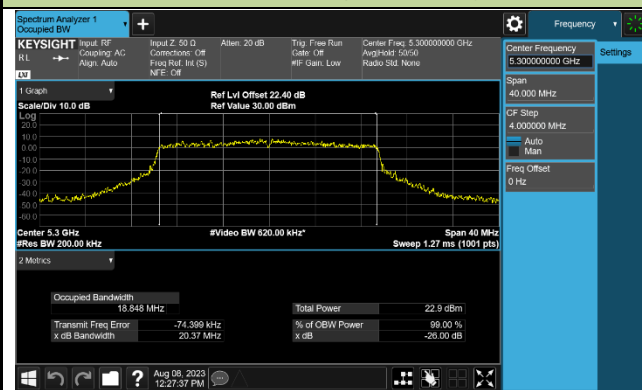 Spectrum Analyzer 1
Occupied BW
Frequency
KEYSIGHT
Input: RF
Coupling: AC
Align: Auto
Input Z: 50 Ω
Corrections: Off
Freq Ref: Int (S)
NFE: Off
Atten: 20 dB
Trig: Free Run
Gate: Off
#IF Gain: Low
Center Freq: 5.300000000 GHz
Avg|Hold: 50/50
Radio Std: None
RL
LXI
Center Frequency
5.300000000 GHz
Settings
Span
40.000 MHz
CF Step
4.000000 MHz
Auto
Man
Freq Offset
0 Hz
1 Graph
Scale/Div 10.0 dB
Ref Lvl Offset 22.40 dB
Ref Value 30.00 dBm
Log
20.0
10.0
0.00
-10.0
-20.0
-30.0
-40.0
-50.0
-60.0
Center 5.3 GHz
#Video BW 620.00 kHz*
Span 40 MHz
#Res BW 200.00 kHz
Sweep 1.27 ms (1001 pts)
2 Metrics
Occupied Bandwidth
18.848 MHz
Total Power
22.9 dBm
Transmit Freq Error
-74.399 kHz
% of OBW Power
99.00 %
x dB Bandwidth
20.37 MHz
x dB
-26.00 dB
?
Aug 08, 2023
12:27:37 PM